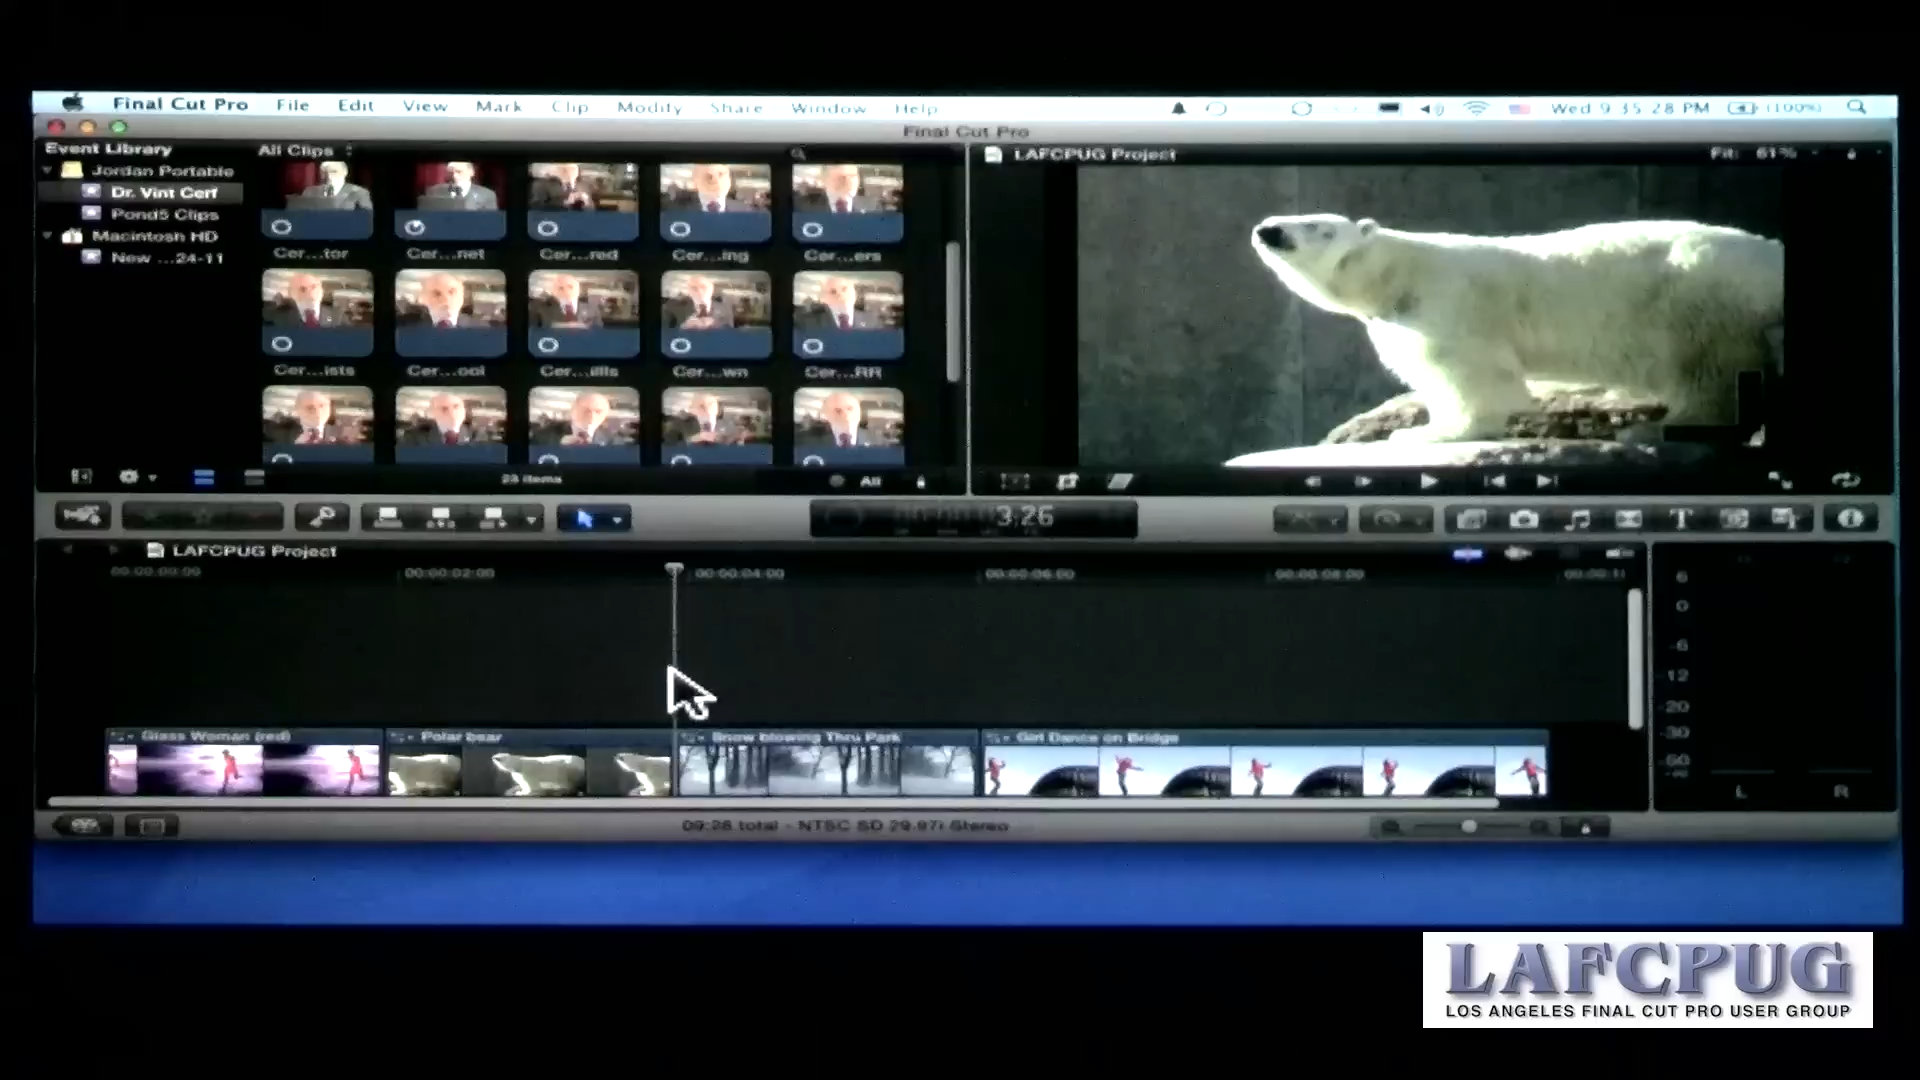 Final Cut Pro File Edit View Mark Clip Modify Share Window Help Wed 9 35 28 PM (100%)
Final Cut Pro
Event Library All Clips LAFCPUG Project Fit: 61%
Jordan Portable
Dr. Vint Cerf
Pond5 Clips
Macintosh HD
New ...24-11
Cer...tor Cer...net Cer...red Cer...ing Cer...ers
Cer...ists Cer...ool Cer...ills Cer...wn Cer...RR
23 items All
3:26
LAFCPUG Project
00:00:00:00 00:00:02:00 00:00:04:00 00:00:06:00 00:00:08:00
6
0
-6
-12
-20
-30
Glass Woman (red) Polar bear Snow blowing Thru Park Girl Dance on Bridge
L R
09:28 total - NTSC SD 29.97i Stereo
LAFCPUG
LOS ANGELES FINAL CUT PRO USER GROUP